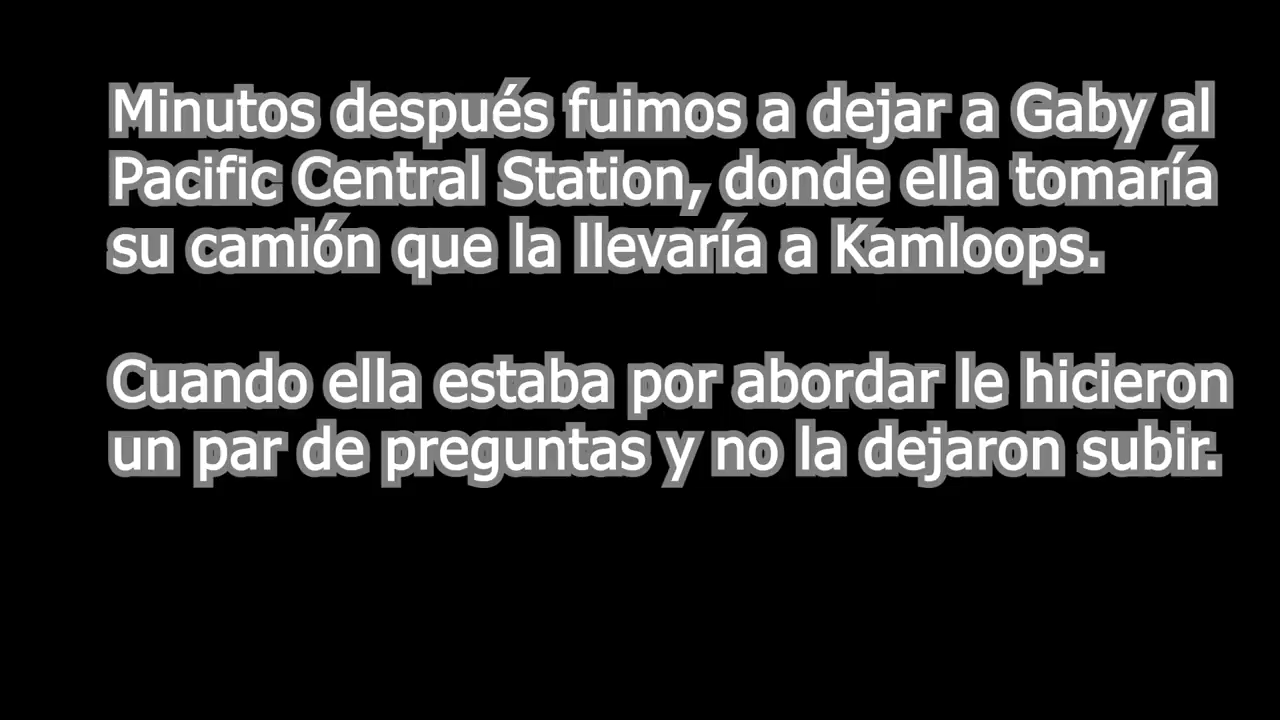 Minutos después fuimos a dejar a Gaby al
Pacific Central Station, donde ella tomaría
su camión que la llevaría a Kamloops.
Cuando ella estaba por abordar le hicieron
un par de preguntas y no la dejaron subir.